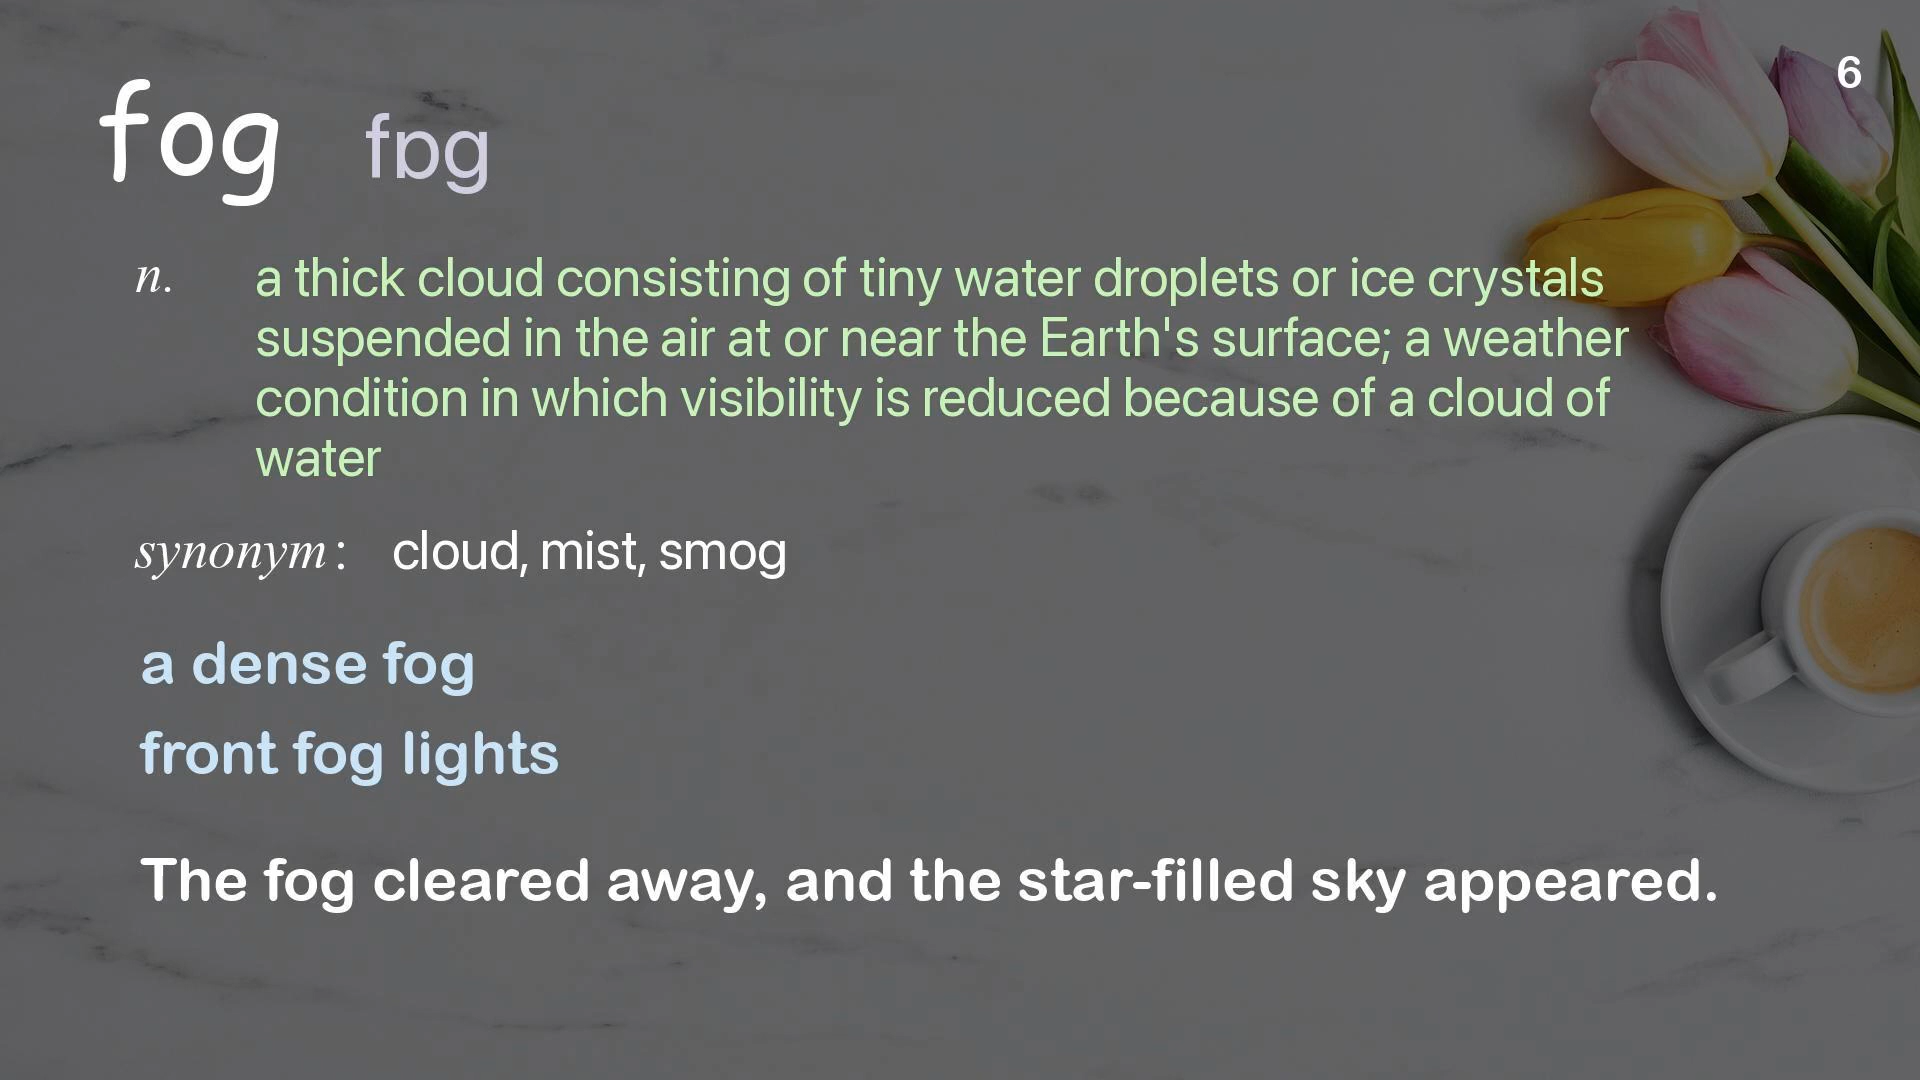 6
fog fɒg
n. a thick cloud consisting of tiny water droplets or ice crystals
suspended in the air at or near the Earth's surface; a weather
condition in which visibility is reduced because of a cloud of
water
synonym: cloud, mist, smog
a dense fog
front fog lights
The fog cleared away, and the star-filled sky appeared.